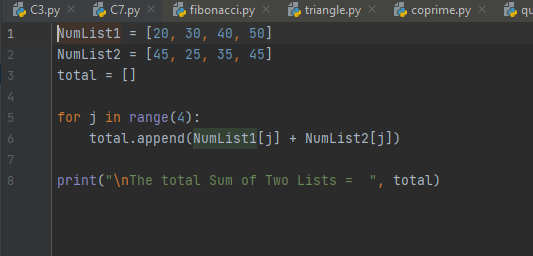 C3.py × C7.py × fibonacci.py × triangle.py × coprime.py × qu
1 NumList1 = [20, 30, 40, 50]
2 NumList2 = [45, 25, 35, 45]
3 total = []
4
5 for j in range(4):
6     total.append(NumList1[j] + NumList2[j])
7
8 print("\nThe total Sum of Two Lists =  ", total)